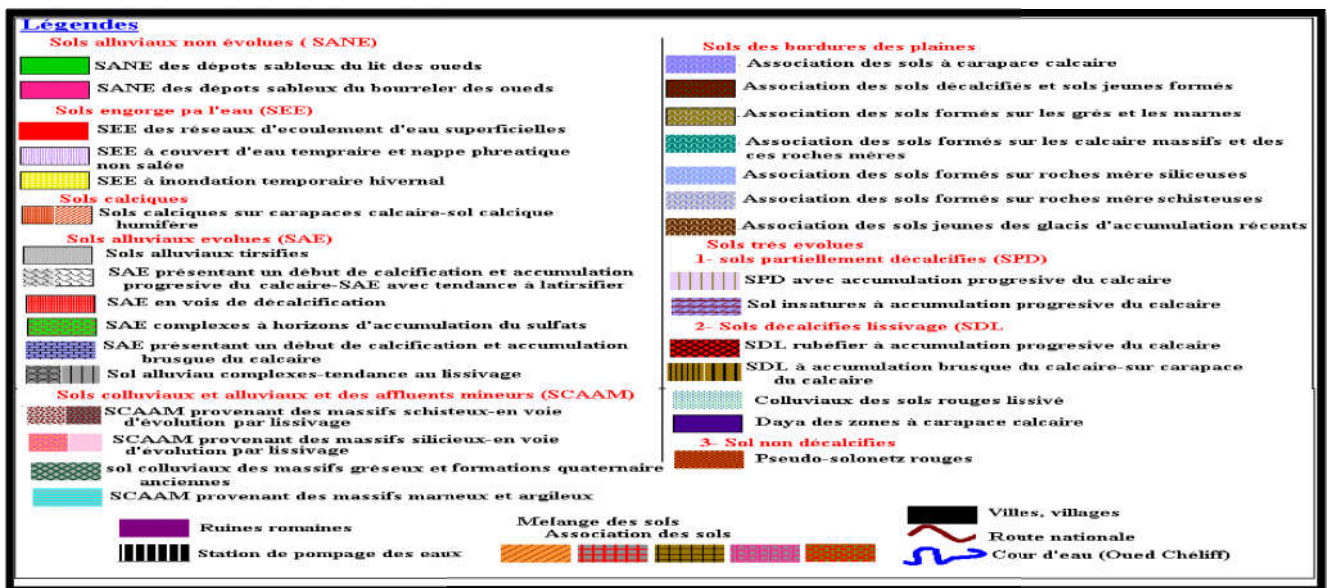 Légendes
Sols alluviaux non évolues ( SANE)
SANE des dépots sableux du lit des oueds
SANE des dépots sableux du bourreler des oueds
Sols engorge pa l'eau (SEE)
SEE des réseaux d'ecoulement d'eau superficielles
SEE à couvert d'eau tempraire et nappe phreatique
non salée
SEE à inondation temporaire hivernal
Sols calciques
Sols calciques sur carapaces calcaire-sol calcique
humifère
Sols alluviaux evolues (SAE)
Sols alluviaux tirsifies
SAE présentant un début de calcification et accumulation
progresive du calcaire-SAE avec tendance à latirsifier
SAE en vois de décalcification
SAE complexes à horizons d'accumulation du sulfats
SAE présentant un début de calcification et accumulation
brusque du calcaire
Sol alluviau complexes-tendance au lissivage
Sols colluviaux et alluviaux et des affluents mineurs (SCAAM)
SCAAM provenant des massifs schisteux-en voie
d'évolution par lissivage
SCAAM provenant des massifs silicieux-en voie
d'évolution par lissivage
sol colluviaux des massifs gréseux et formations quaternaire
anciennes
SCAAM provenant des massifs marneux et argileux
Sols des bordures des plaines
Association des sols à carapace calcaire
Association des sols décalcifiés et sols jeunes formés
Association des sols formés sur les grés et les marnes
Association des sols formés sur les calcaire massifs et des
ces roches mères
Association des sols formés sur roches mère siliceuses
Association des sols formés sur roches mère schisteuses
Association des sols jeunes des glacis d'accumulation récents
Sols trés evolues
1- sols partiellement décalcifies (SPD)
SPD avec accumulation progresive du calcaire
Sol insatures à accumulation progresive du calcaire
2- Sols décalcifies lissivage (SDL
SDL rubéfier à accumulation progresive du calcaire
SDL à accumulation brusque du calcaire-sur carapace
du calcaire
Colluviaux des sols rouges lissivé
Daya des zones à carapace calcaire
3- Sol non décalcifies
Pseudo-solonetz rouges
Ruines romaines
Station de pompage des eaux
Melange des sols
Association des sols
Villes, villages
Route nationale
Cour d'eau (Oued Chéliff)